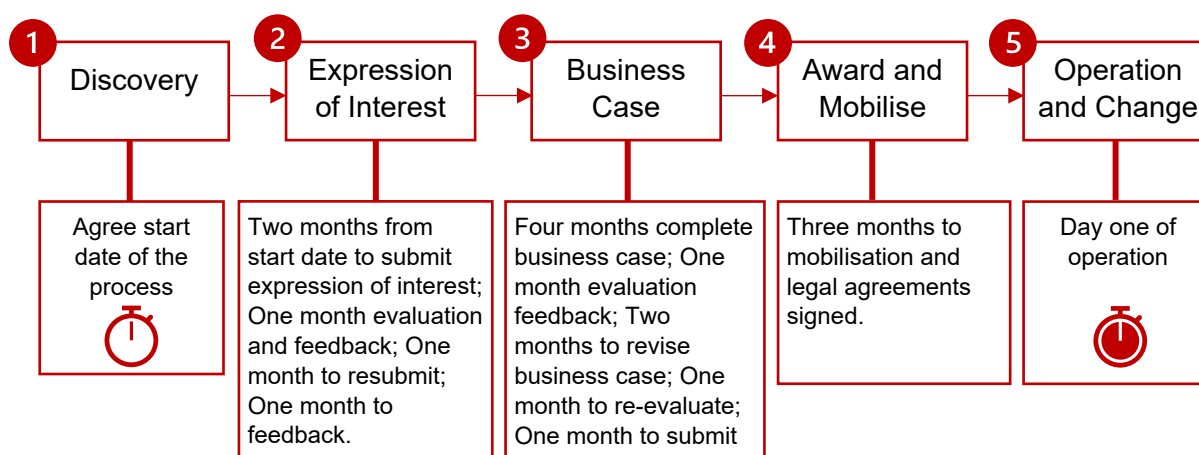 1
Discovery
2
Expression
of Interest
3
Business
Case
4
Award and
Mobilise
5
Operation
and Change
Agree start
date of the
process
Two months from
start date to submit
expression of interest;
One month evaluation
and feedback; One
month to resubmit;
One month to
feedback.
Four months complete
business case; One
month evaluation
feedback; Two
months to revise
business case; One
month to re-evaluate;
One month to submit
Three months to
mobilisation and
legal agreements
signed.
Day one of
operation